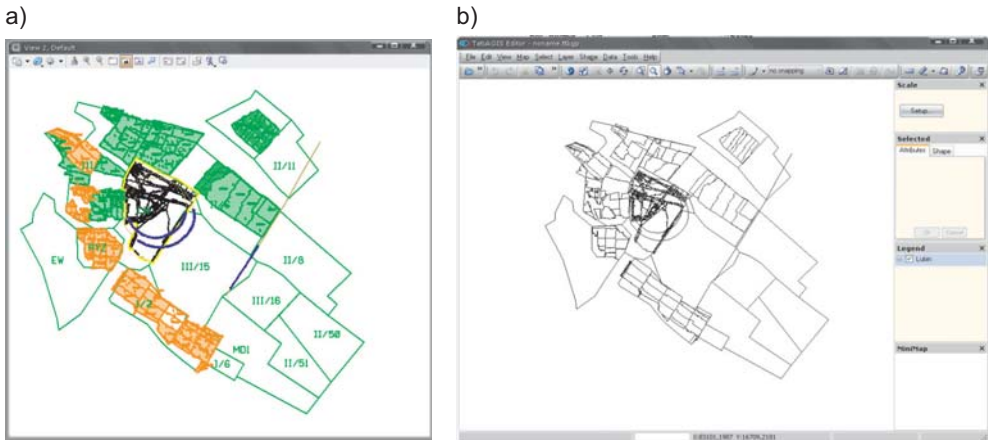 a)
b)
View 2, Default
TatukGIS Editor - noname.ttkgp
File Edit View Map Select Layer Shape Data Tools Help
no snapping
Scale
Setup...
Selected
Attributes Shape
OK Cancel
Legend
Lubin
MiniMap
II/11
III
EW
III/15
II/8
I/2
III/16
II/50
MDI
II/51
I/6